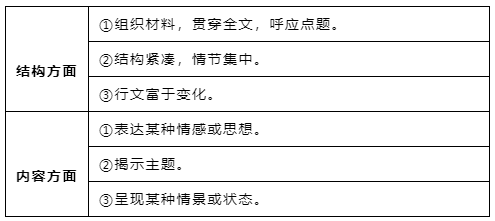 结构方面
①组织材料，贯穿全文，呼应点题。
②结构紧凑，情节集中。
③行文富于变化。
内容方面
①表达某种情感或思想。
②揭示主题。
③呈现某种情景或状态。